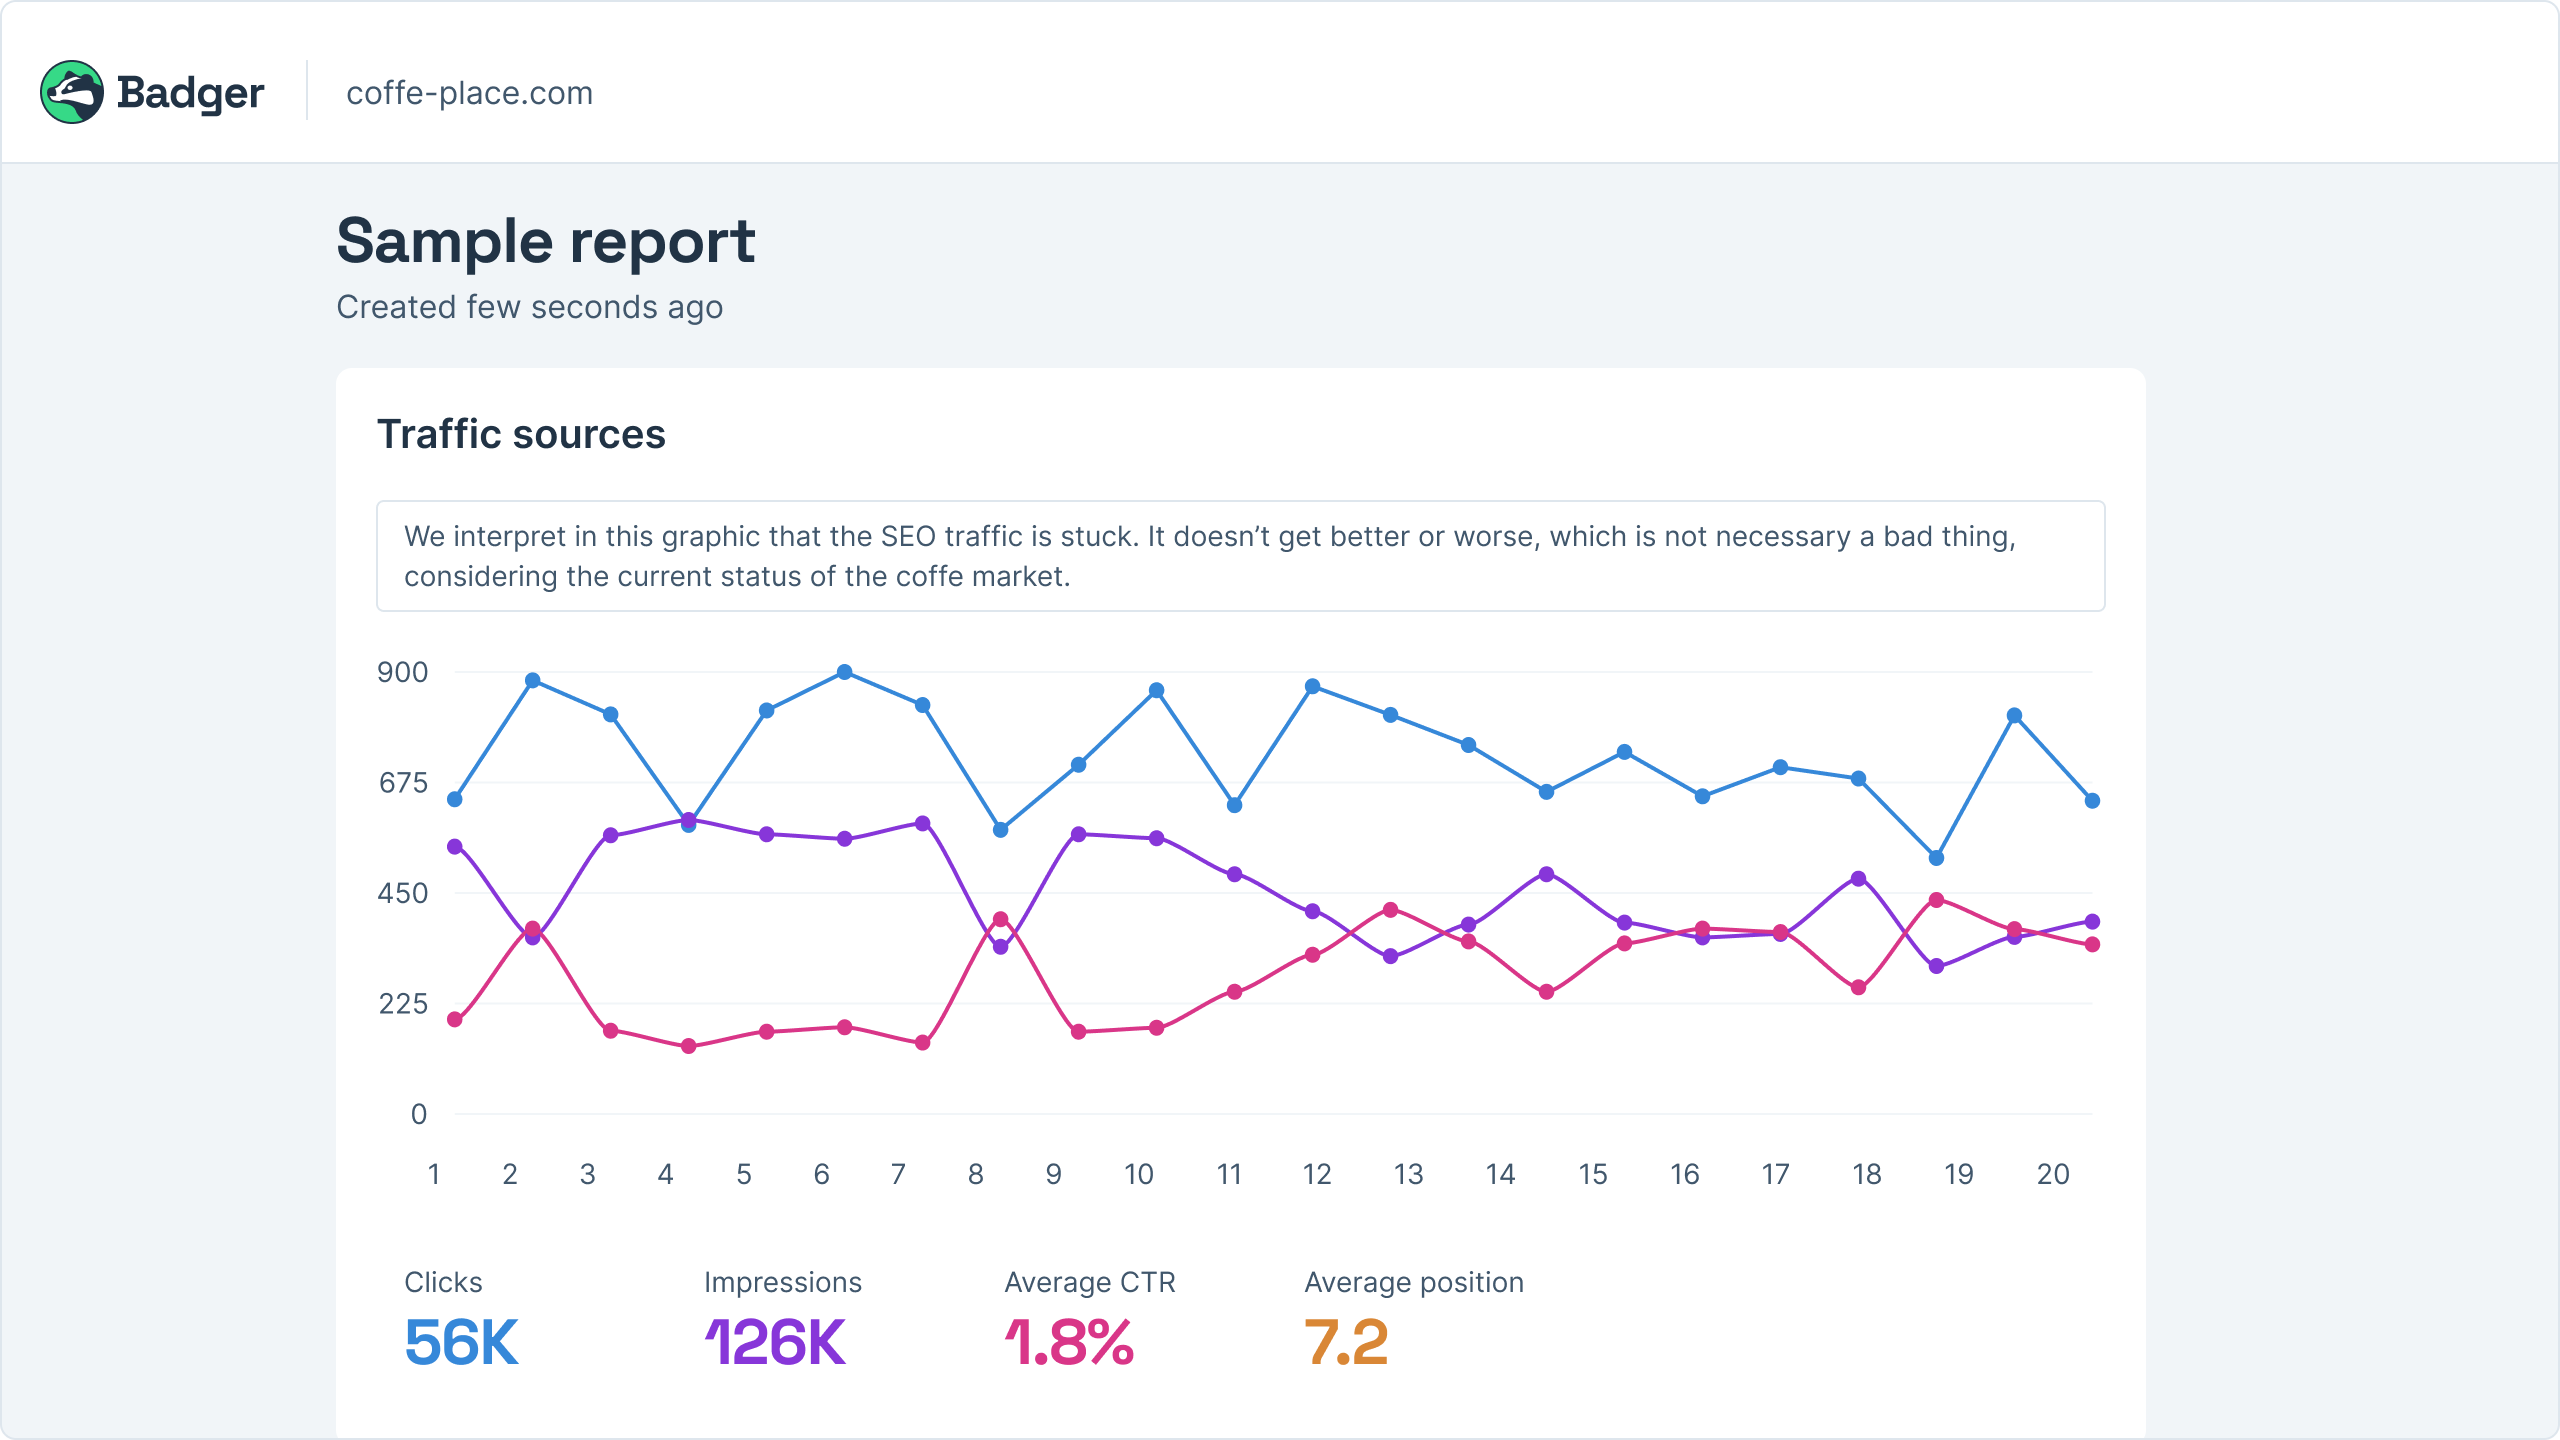 Badger
coffe-place.com
Sample report
Created few seconds ago
Traffic sources
We interpret in this graphic that the SEO traffic is stuck. It doesn’t get better or worse, which is not necessary a bad thing,
considering the current status of the coffe market.
900
675
450
225
0
1 2 3 4 5 6 7 8 9 10 11 12 13 14 15 16 17 18 19 20
Clicks Impressions Average CTR Average position
56K 126K 1.8% 7.2